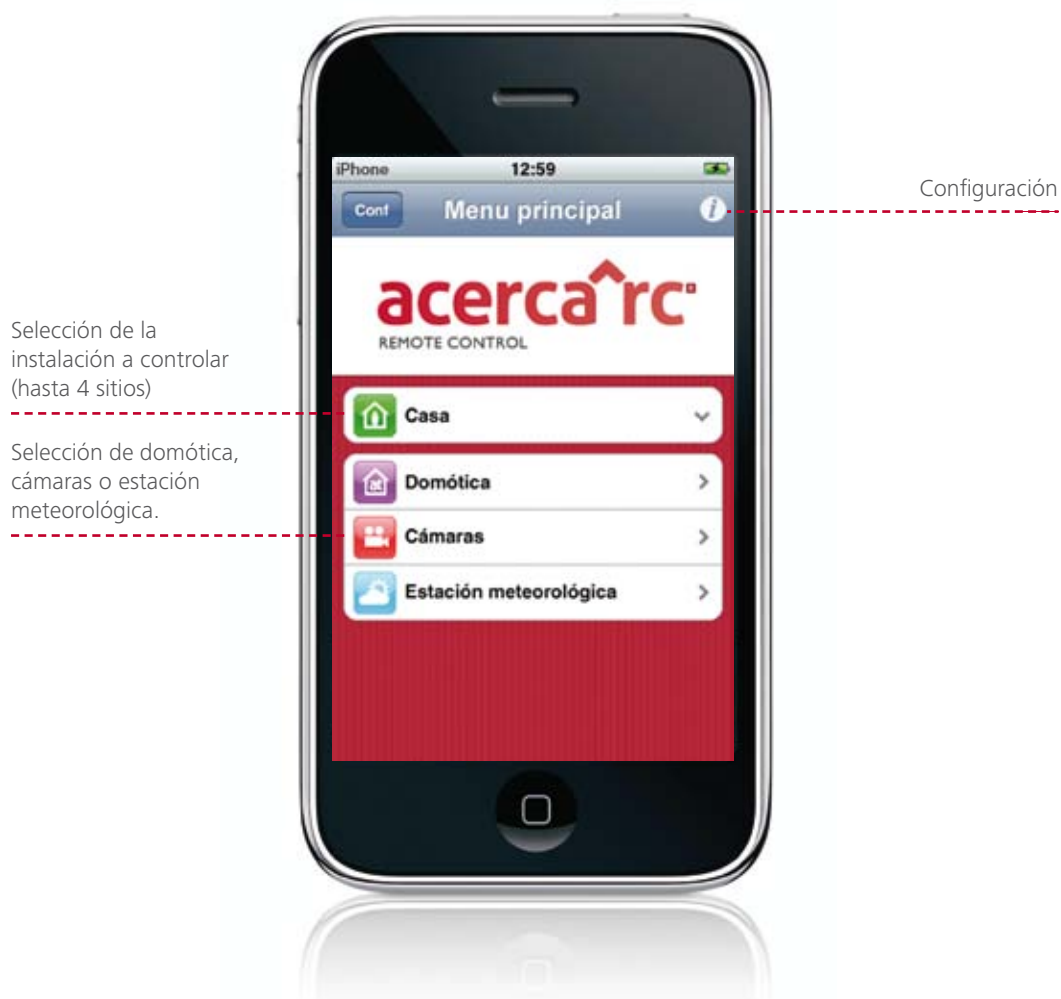 iPhone 12:59
Conf Menu principal i
Configuración
acerca rc
REMOTE CONTROL
Selección de la
instalación a controlar
(hasta 4 sitios)
Casa
Selección de domótica,
cámaras o estación
meteorológica.
Domótica
Cámaras
Estación meteorológica